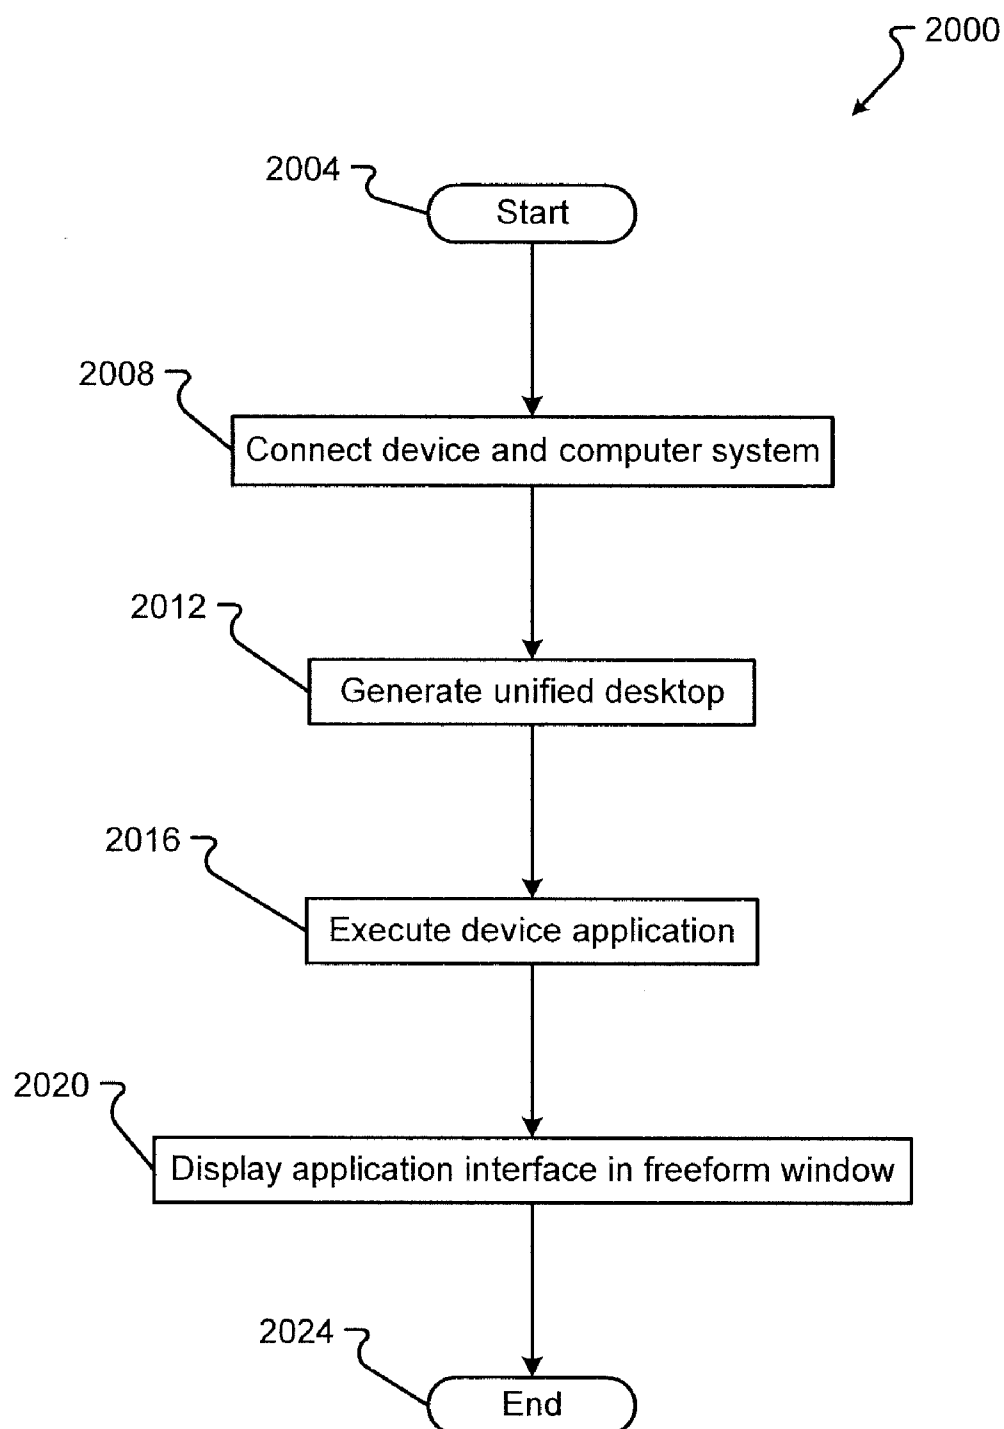 2000
2004
Start
2008
Connect device and computer system
2012
Generate unified desktop
2016
Execute device application
2020
Display application interface in freeform window
2024
End